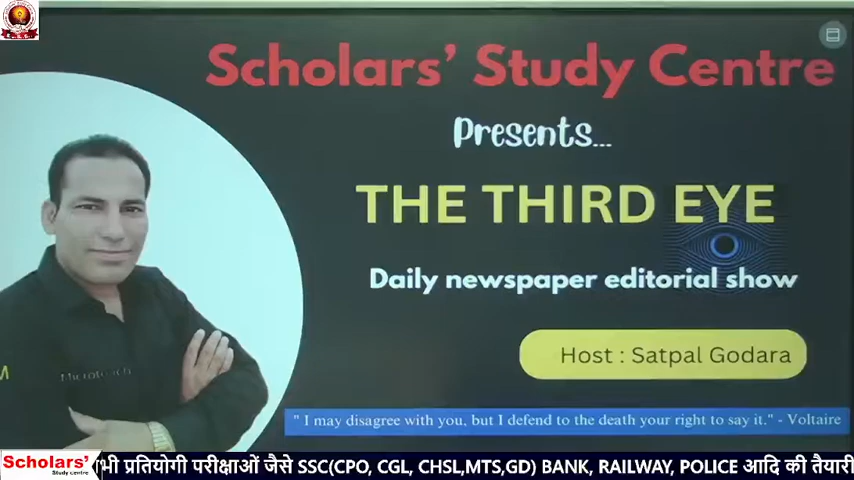 Scholars' Study Centre
Presents...
THE THIRD EYE
Daily newspaper editorial show
Host : Satpal Godara
" I may disagree with you, but I defend to the death your right to say it." - Voltaire
Scholars'
Study centre
भी प्रतियोगी परीक्षाओं जैसे SSC(CPO, CGL, CHSL,MTS,GD) BANK, RAILWAY, POLICE आदि की तैयारी